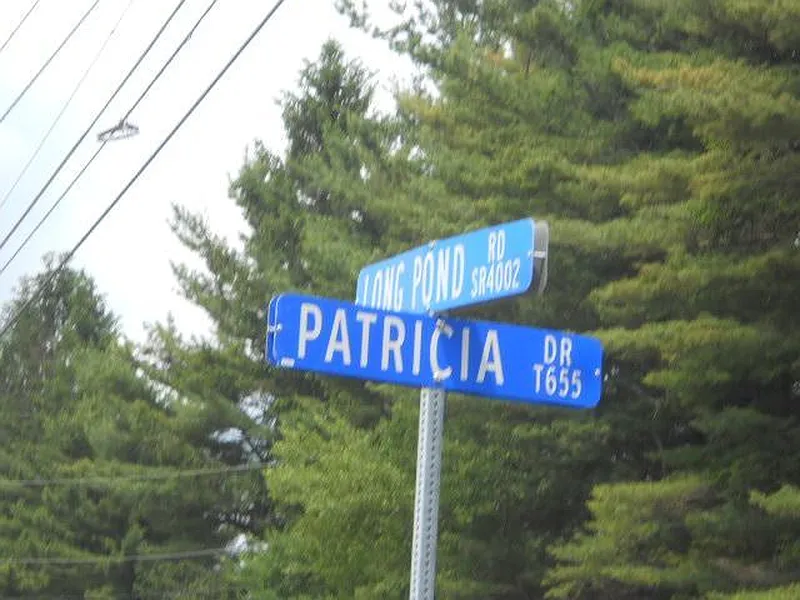 LONG POND RD
SR4002
PATRICIA DR
T655